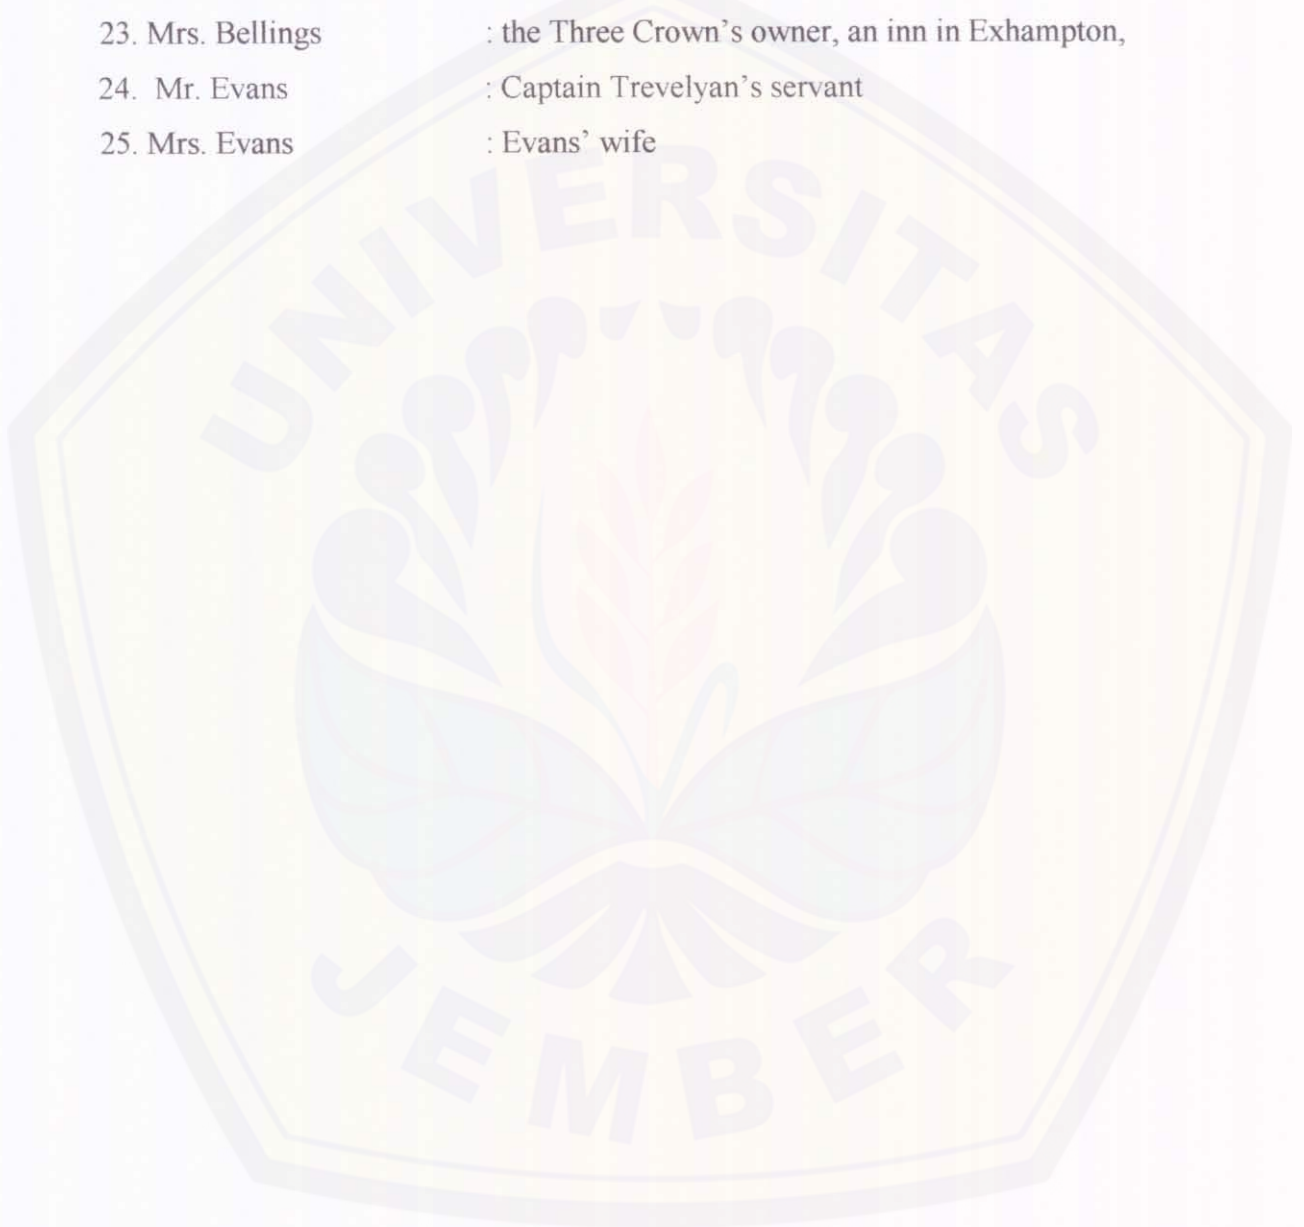 23. Mrs. Bellings : the Three Crown's owner, an inn in Exhampton,
24. Mr. Evans : Captain Trevelyan's servant
25. Mrs. Evans : Evans' wife
UNIVERSITAS
JEMBER